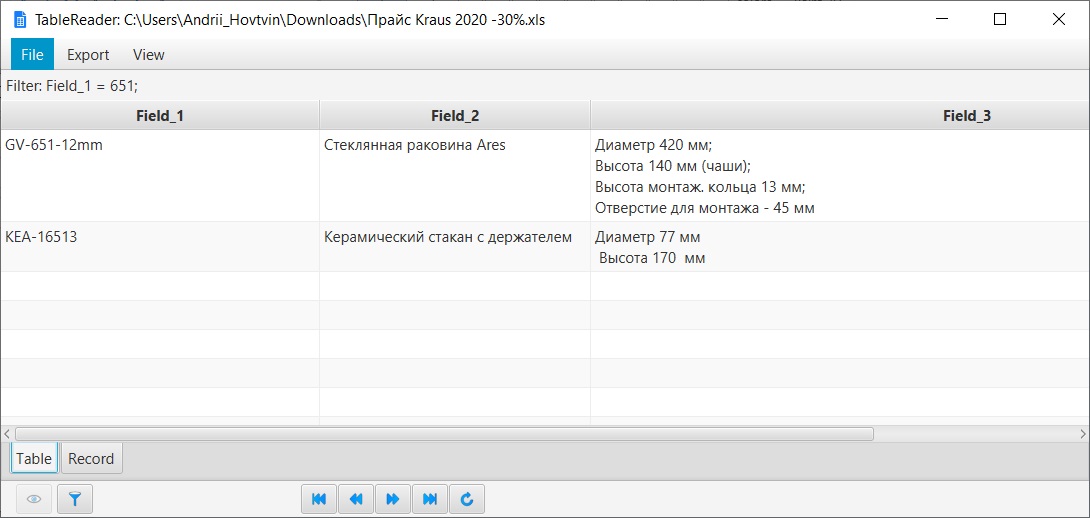 TableReader: C:\Users\Andrii_Hovtvin\Downloads\Прайс Kraus 2020 -30%.xls
File Export View
Filter: Field_1 = 651;
Field_1 Field_2 Field_3
GV-651-12mm Стеклянная раковина Ares Диаметр 420 мм;
Высота 140 мм (чаши);
Высота монтаж. кольца 13 мм;
Отверстие для монтажа - 45 мм
KEA-16513 Керамический стакан с держателем Диаметр 77 мм
Высота 170 мм
Table Record